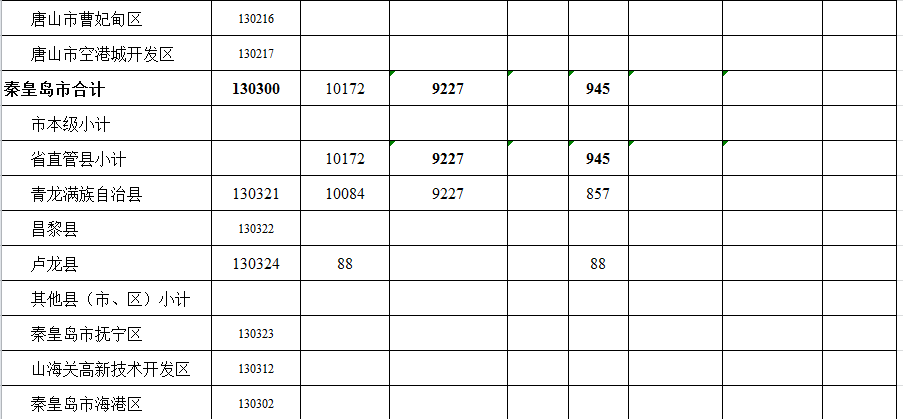 唐山市曹妃甸区 130216
唐山市空港城开发区 130217
秦皇岛市合计 130300 10172 9227 945
市本级小计
省直管县小计 10172 9227 945
青龙满族自治县 130321 10084 9227 857
昌黎县 130322
卢龙县 130324 88 88
其他县（市、区）小计
秦皇岛市抚宁区 130323
山海关高新技术开发区 130312
秦皇岛市海港区 130302